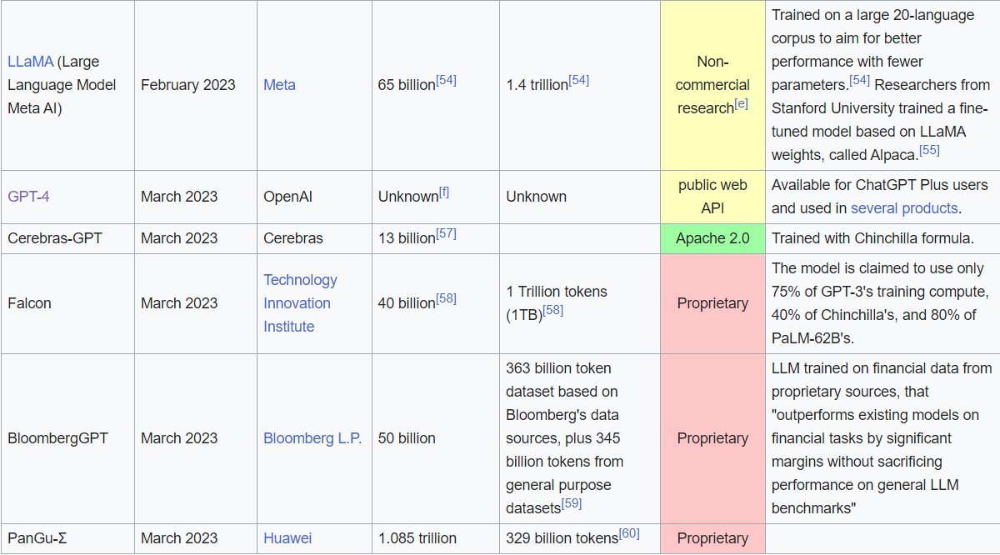 LLaMA (Large
Language Model
Meta AI)
February 2023
Meta
65 billion[54]
1.4 trillion[54]
Non-
commercial
research[e]
Trained on a large 20-language
corpus to aim for better
performance with fewer
parameters.[54] Researchers from
Stanford University trained a fine-
tuned model based on LLaMA
weights, called Alpaca.[55]
GPT-4
March 2023
OpenAI
Unknown[f]
Unknown
public web
API
Available for ChatGPT Plus users
and used in several products.
Cerebras-GPT
March 2023
Cerebras
13 billion[57]
Apache 2.0
Trained with Chinchilla formula.
Falcon
March 2023
Technology
Innovation
Institute
40 billion[58]
1 Trillion tokens
(1TB)[58]
Proprietary
The model is claimed to use only
75% of GPT-3's training compute,
40% of Chinchilla's, and 80% of
PaLM-62B's.
BloombergGPT
March 2023
Bloomberg L.P.
50 billion
363 billion token
dataset based on
Bloomberg's data
sources, plus 345
billion tokens from
general purpose
datasets[59]
Proprietary
LLM trained on financial data from
proprietary sources, that
"outperforms existing models on
financial tasks by significant
margins without sacrificing
performance on general LLM
benchmarks"
PanGu-Σ
March 2023
Huawei
1.085 trillion
329 billion tokens[60]
Proprietary